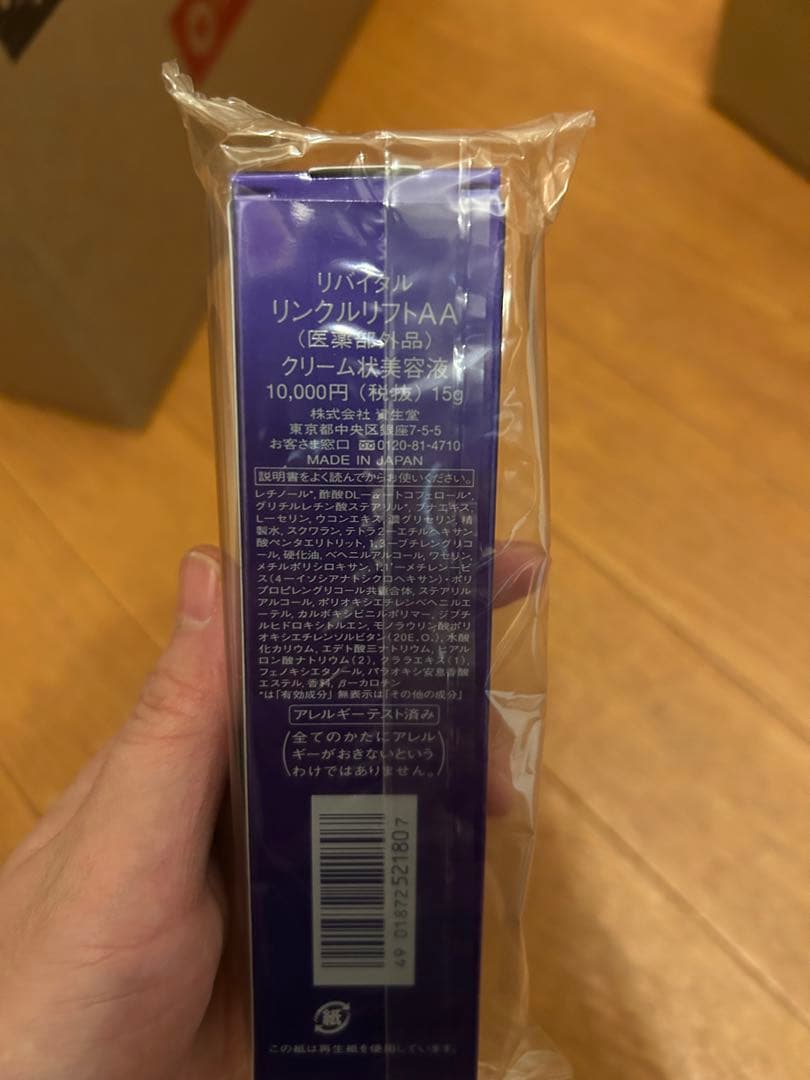 リバイタル
リンクルリフトAA
(医薬部外品)
クリーム状美容液
10,000円(税抜)15g
株式会社 資生堂
東京都中央区銀座7-5-5
お客さま窓口 0120-81-4710
MADE IN JAPAN
説明書をよく読んでからお使いください。
レチノール*,酢酸DL-α-トコフェロール*,
グリチルレチン酸ステアリル*,ブナエキス,
L-セリン,ウコンエキス,濃グリセリン,精
製水,スクワラン,テトラ2-エチルヘキサン
酸ペンタエリトリット,1,3-ブチレングリコ
ール,硬化油,ベヘニルアルコール,ワセリン,
メチルポリシロキサン,1,1'-メチレン-ビ
ス(4-イソシアナトシクロヘキサン)・ポリ
プロピレングリコール共重合体,ステアリル
アルコール,ポリオキシエチレンベヘニルエ
ーテル,カルボキシビニルポリマー,ジブチ
ルヒドロキシトルエン,モノラウリン酸ポリ
オキシエチレンソルビタン(20E.O.),水酸
化カリウム,エデト酸三ナトリウム,ヒアル
ロン酸ナトリウム(2),クララエキス(1),
フェノキシエタノール,パラオキシ安息香酸
エステル,香料,β-カロチン
*は「有効成分」無表示は「その他の成分」
アレルギーテスト済み
(全てのかたにアレル
ギーがおきないという
わけではありません。)
49 01872 521807
紙
この紙は再生紙を使用しています。